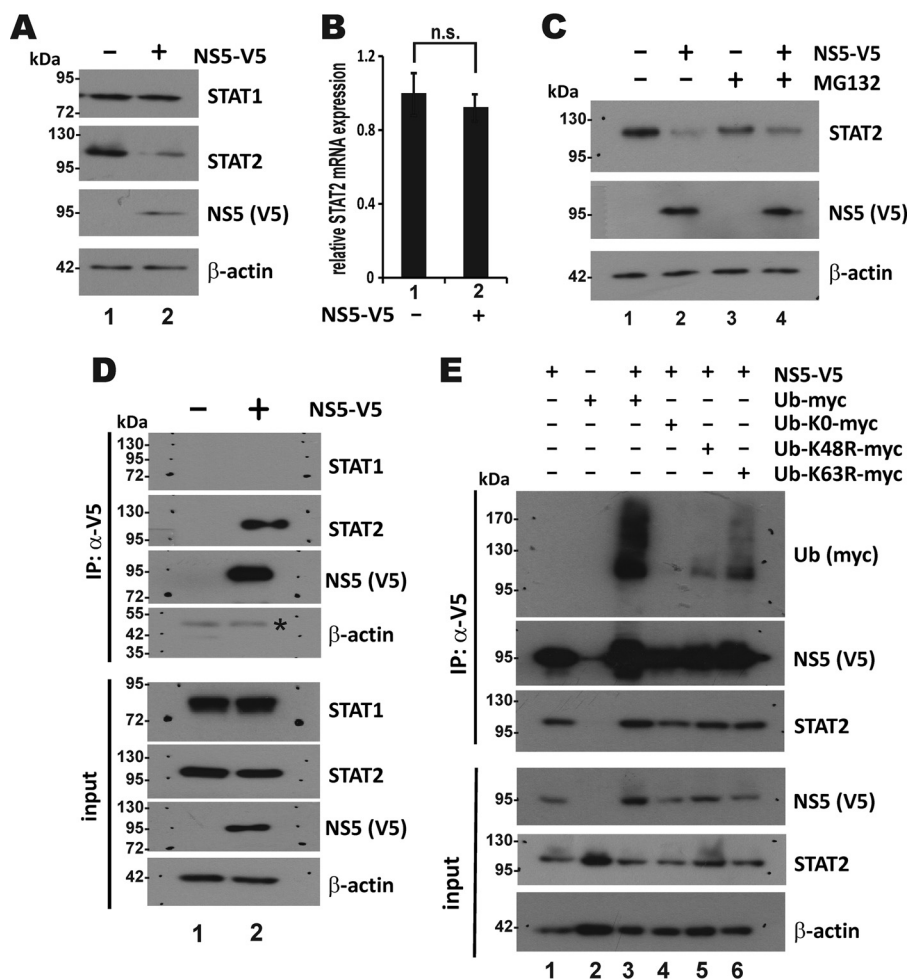 A
− + NS5-V5
kDa
95-
72-
STAT1
130-
95-
STAT2
95-
NS5 (V5)
42-
β-actin
1 2
B
n.s.
relative STAT2 mRNA expression
1.2
0.8
0.4
0
1 2
NS5-V5 − +
C
− + − + NS5-V5
− − + + MG132
kDa
130-
95-
STAT2
95-
NS5 (V5)
42-
β-actin
1 2 3 4
D
− + NS5-V5
kDa
IP: α-V5
130-
95-
72-
STAT1
130-
95-
STAT2
95-
72-
NS5 (V5)
55-
42-
35-
*
β-actin
input
95-
72-
STAT1
130-
95-
STAT2
130-
95-
72-
NS5 (V5)
42-
β-actin
1 2
E
+ − + + + + NS5-V5
− + + − − − Ub-myc
− − − + − − Ub-K0-myc
− − − − + − Ub-K48R-myc
− − − − − + Ub-K63R-myc
kDa
IP: α-V5
170-
130-
95-
Ub (myc)
95-
NS5 (V5)
130-
95-
STAT2
input
95-
NS5 (V5)
130-
95-
STAT2
42-
β-actin
1 2 3 4 5 6